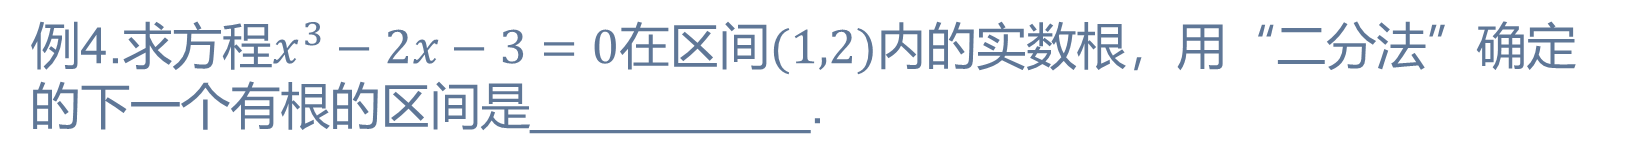 例4.求方程x³ − 2x − 3 = 0在区间(1,2)内的实数根，用“二分法”确定
的下一个有根的区间是____________.